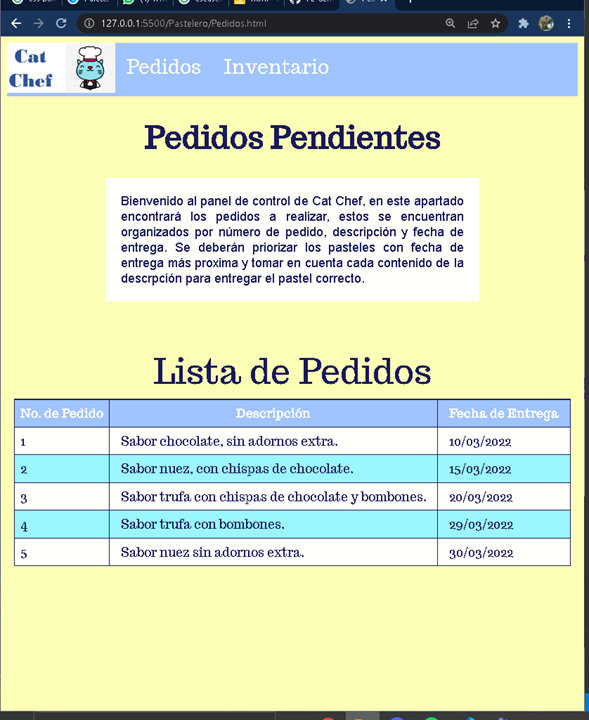 127.0.0.1:5500/Pastelero/Pedidos.html
Cat
Chef
Pedidos Inventario
Pedidos Pendientes
Bienvenido al panel de control de Cat Chef, en este apartado
encontrará los pedidos a realizar, estos se encuentran
organizados por número de pedido, descripción y fecha de
entrega. Se deberán priorizar los pasteles con fecha de
entrega más proxima y tomar en cuenta cada contenido de la
descrpción para entregar el pastel correcto.
Lista de Pedidos
No. de Pedido Descripción Fecha de Entrega
1 Sabor chocolate, sin adornos extra. 10/03/2022
2 Sabor nuez, con chispas de chocolate. 15/03/2022
3 Sabor trufa con chispas de chocolate y bombones. 20/03/2022
4 Sabor trufa con bombones. 29/03/2022
5 Sabor nuez sin adornos extra. 30/03/2022